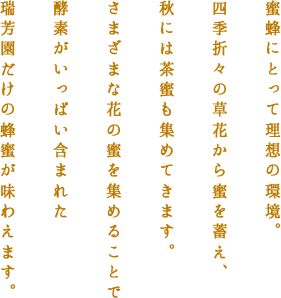 蜜蜂にとって理想の環境。
四季折々の草花から蜜を蓄え、
秋には茶蜜も集めてきます。
さまざまな花の蜜を集めることで
酵素がいっぱい含まれた
瑞芳園だけの蜂蜜が味わえます。